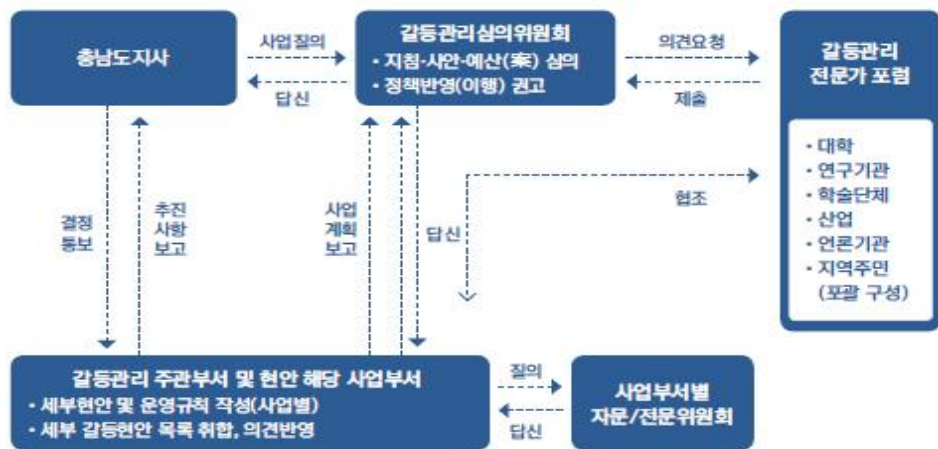 충남도지사
사업질의
답신
갈등관리심의위원회
• 지침·사안·예산(案) 심의
• 정책반영(이행) 권고
의견요청
제출
갈등관리
전문가 포럼
• 대학
• 연구기관
• 학술단체
• 산업
• 언론기관
• 지역주민
(포괄 구성)
결정
통보
추진
사항
보고
사업
계획
보고
답신
협조
갈등관리 주관부서 및 현안 해당 사업부서
• 세부현안 및 운영규칙 작성(사업별)
• 세부 갈등현안 목록 취합, 의견반영
질의
답신
사업부서별
자문/전문위원회